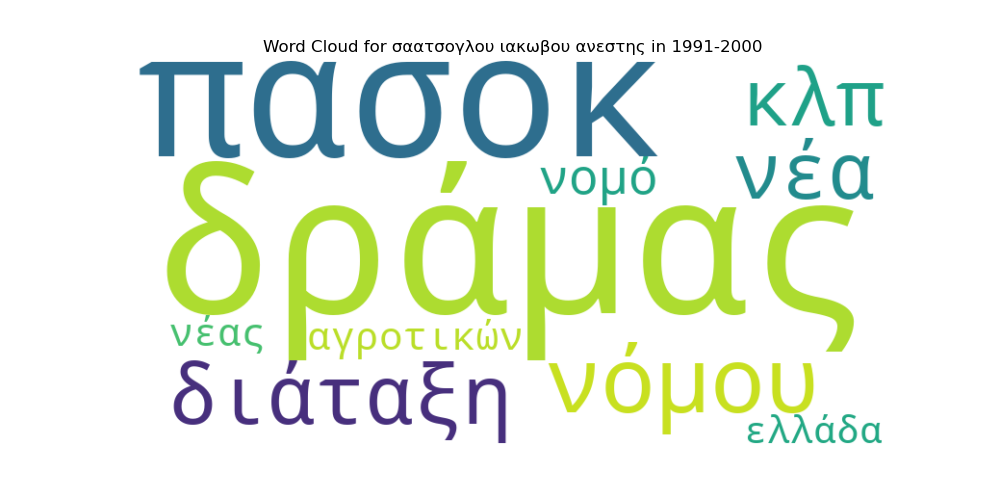 Word Cloud for σαατσογλου ιακωβου ανεστης in 1991-2000
πασοκ
κλπ
νομό
νέα
δράμας
νέας
αγροτικών
διάταξη
νόμου
ελλάδα